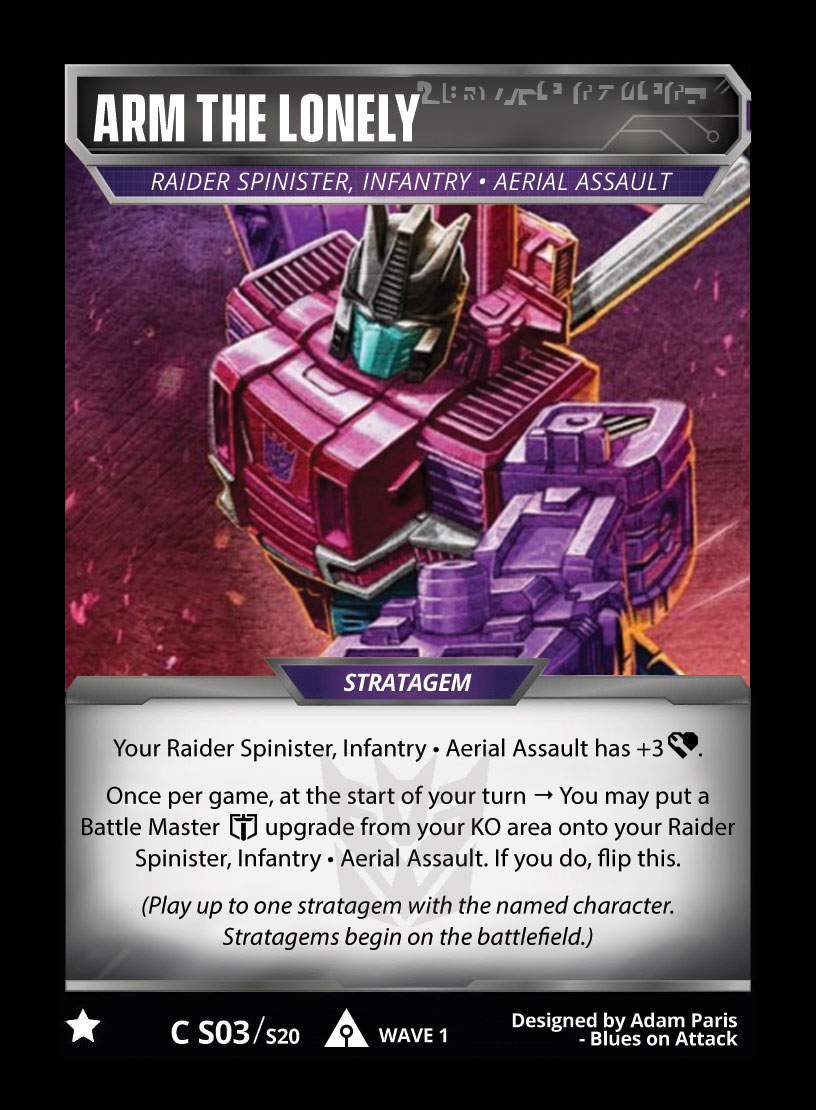 ARM THE LONELY
RAIDER SPINISTER, INFANTRY • AERIAL ASSAULT
STRATAGEM
Your Raider Spinister, Infantry • Aerial Assault has +3 .
Once per game, at the start of your turn → You may put a
Battle Master upgrade from your KO area onto your Raider
Spinister, Infantry • Aerial Assault. If you do, flip this.
(Play up to one stratagem with the named character.
Stratagems begin on the battlefield.)
C S03/S20 WAVE 1
Designed by Adam Paris
- Blues on Attack